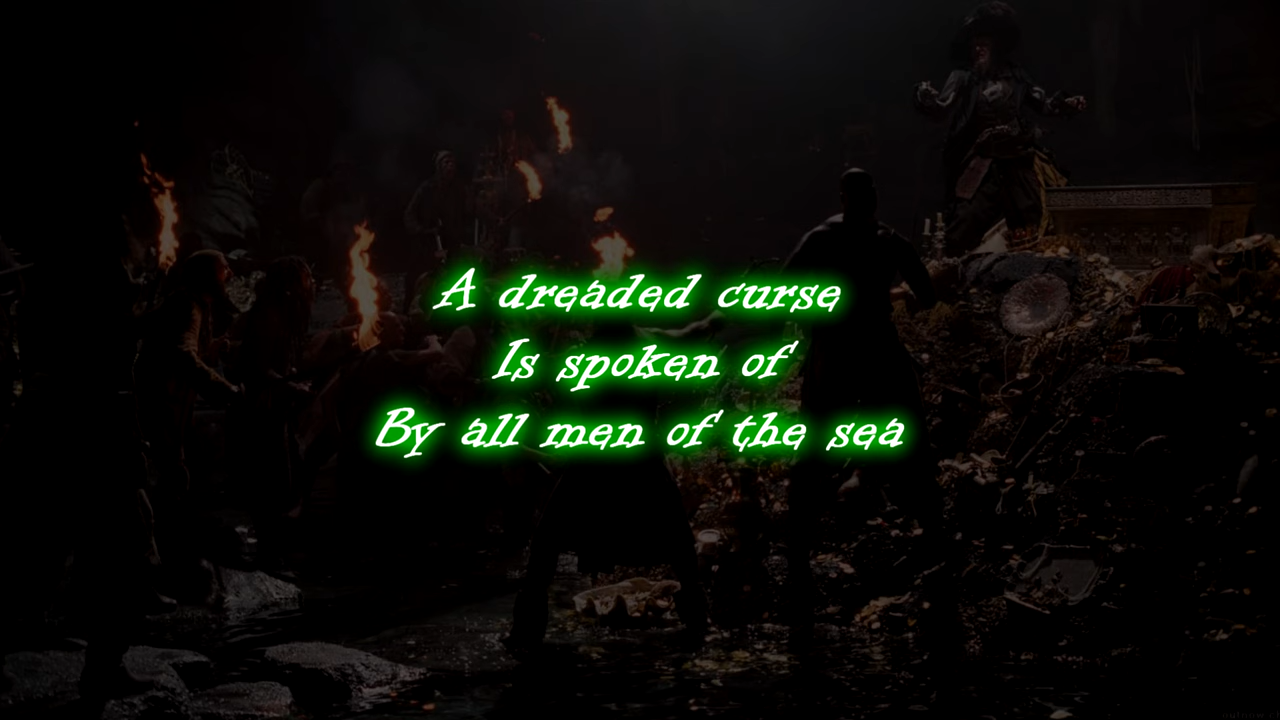 A dreaded curse
Is spoken of
By all men of the sea